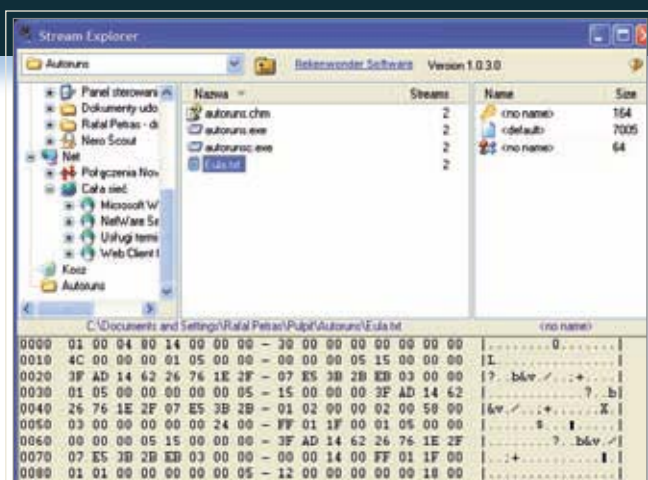 Stream Explorer
Autoruns
Rekenwonder Software Version 1.0.3.0
Panel sterowani
Dokumenty udo
Rafal Petras - d
Nero Scout
Net
Połączenia Nov
Cała sieć
Microsoft W
NetWare Se
Usługi termi
Web Client
Kosz
Autoruns
Nazwa Streams
autoruns.chm 2
autoruns.exe 2
autorunsc.exe 2
Eula.txt 2
Name Size
<no name> 164
<default> 7005
<no name> 64
C:\Documents and Settings\Rafal Petras\Pulpit\Autoruns\Eula.txt <no name>
0000 01 00 04 80 14 00 00 00 - 30 00 00 00 00 00 00 00 |........0.......|
0010 4C 00 00 00 01 05 00 00 - 00 00 00 05 15 00 00 00 |L...............|
0020 3F AD 14 62 26 76 1E 2F - 07 E5 3B 2B EB 03 00 00 |?..b&v./..;+....|
0030 01 05 00 00 00 00 00 05 - 15 00 00 00 3F AD 14 62 |............?..b|
0040 26 76 1E 2F 07 E5 3B 2B - 01 02 00 00 02 00 58 00 |&v./..;+......X.|
0050 03 00 00 00 00 00 24 00 - FF 01 1F 00 01 05 00 00 |......$.........|
0060 00 00 00 05 15 00 00 00 - 3F AD 14 62 26 76 1E 2F |........?..b&v./|
0070 07 E5 3B 2B EB 03 00 00 - 00 00 14 00 FF 01 1F 00 |..;+............|
0080 01 01 00 00 00 00 00 05 - 12 00 00 00 00 00 18 00